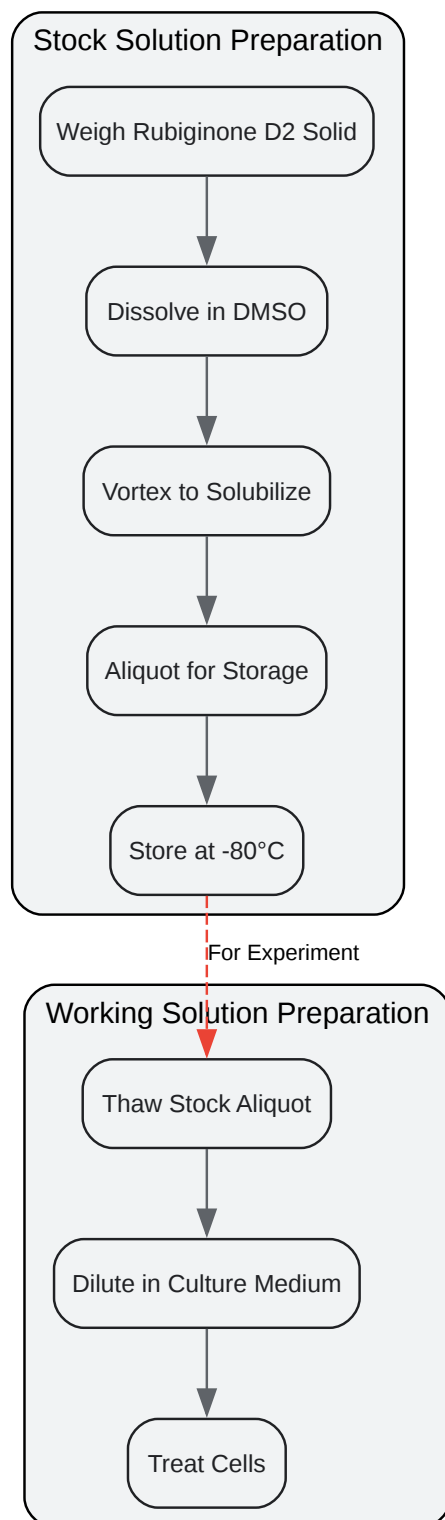 Stock Solution Preparation
Weigh Rubiginone D2 Solid
Dissolve in DMSO
Vortex to Solubilize
Aliquot for Storage
Store at -80°C
For Experiment
Working Solution Preparation
Thaw Stock Aliquot
Dilute in Culture Medium
Treat Cells